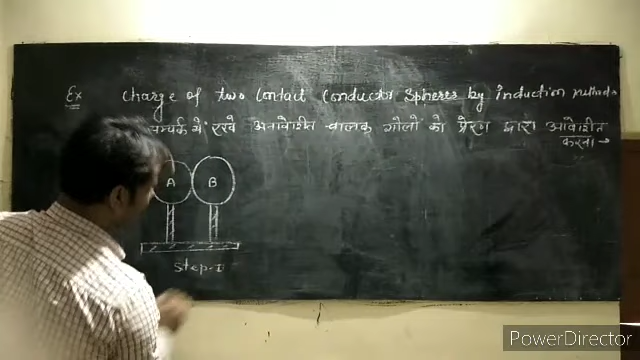 Ex Charge of two Contact Conductor Spheres by induction methods
सम्पर्क में रखे अनावेशित चालक गोलों को प्रेरण द्वारा आवेशित
करना →
A B
Step-I
PowerDirector